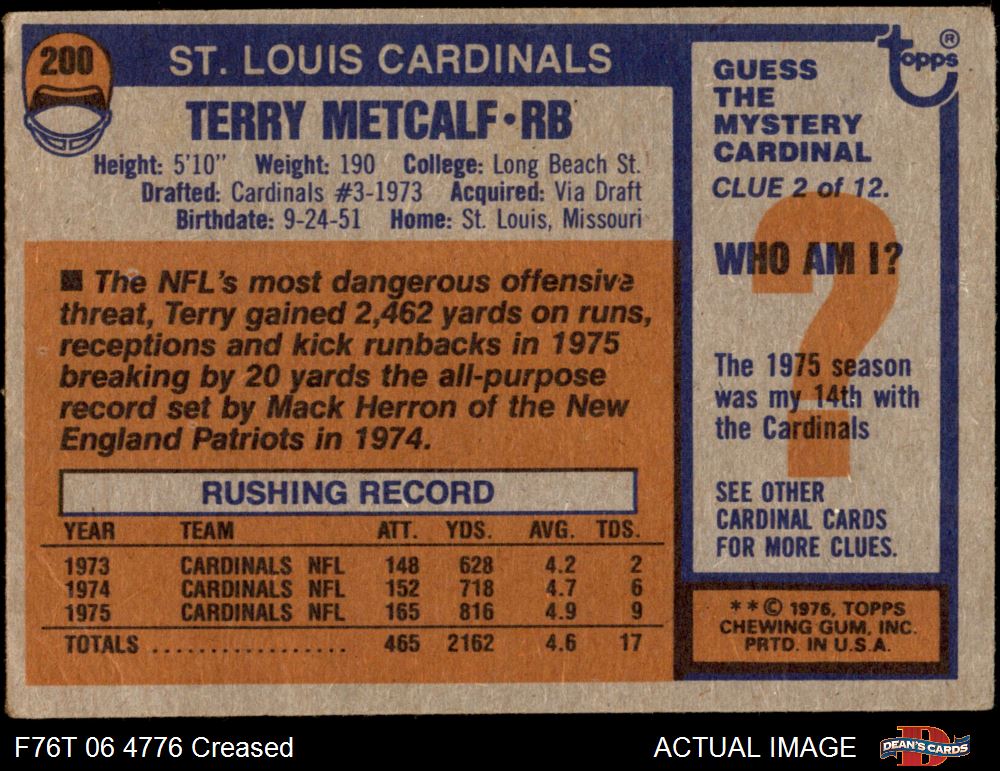 200
ST. LOUIS CARDINALS
TERRY METCALF·RB
Height: 5'10" Weight: 190 College: Long Beach St.
Drafted: Cardinals #3-1973 Acquired: Via Draft
Birthdate: 9-24-51 Home: St. Louis, Missouri
■ The NFL's most dangerous offensive
threat, Terry gained 2,462 yards on runs,
receptions and kick runbacks in 1975
breaking by 20 yards the all-purpose
record set by Mack Herron of the New
England Patriots in 1974.
RUSHING RECORD
YEAR TEAM ATT. YDS. AVG. TDS.
1973 CARDINALS NFL 148 628 4.2 2
1974 CARDINALS NFL 152 718 4.7 6
1975 CARDINALS NFL 165 816 4.9 9
TOTALS ................. 465 2162 4.6 17
topps ®
GUESS
THE
MYSTERY
CARDINAL
CLUE 2 of 12.
?
WHO AM I?
The 1975 season
was my 14th with
the Cardinals
SEE OTHER
CARDINAL CARDS
FOR MORE CLUES.
**© 1976, TOPPS
CHEWING GUM, INC.
PRTD. IN U.S.A.
F76T 06 4776 Creased
ACTUAL IMAGE
DEAN'S CARDS